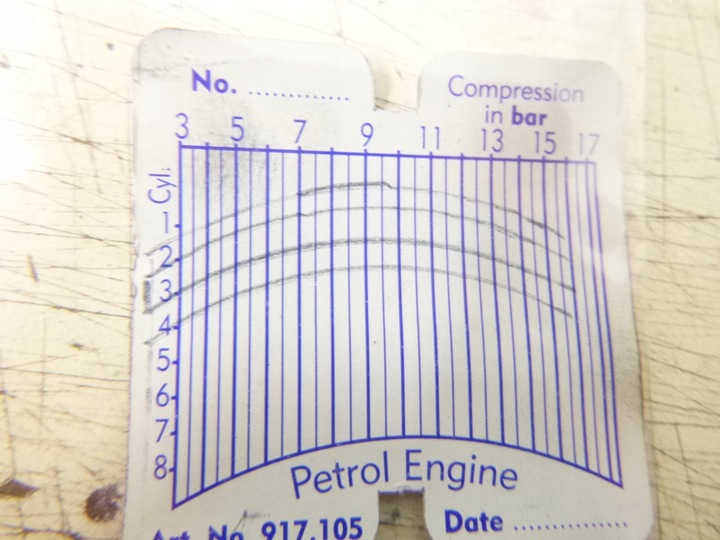 No. .............
Compression
in bar
3 5 7 9 11 13 15 17
Cyl.
1
2
3
4
5
6
7
8
Petrol Engine
Art. No. 917.105
Date ...............